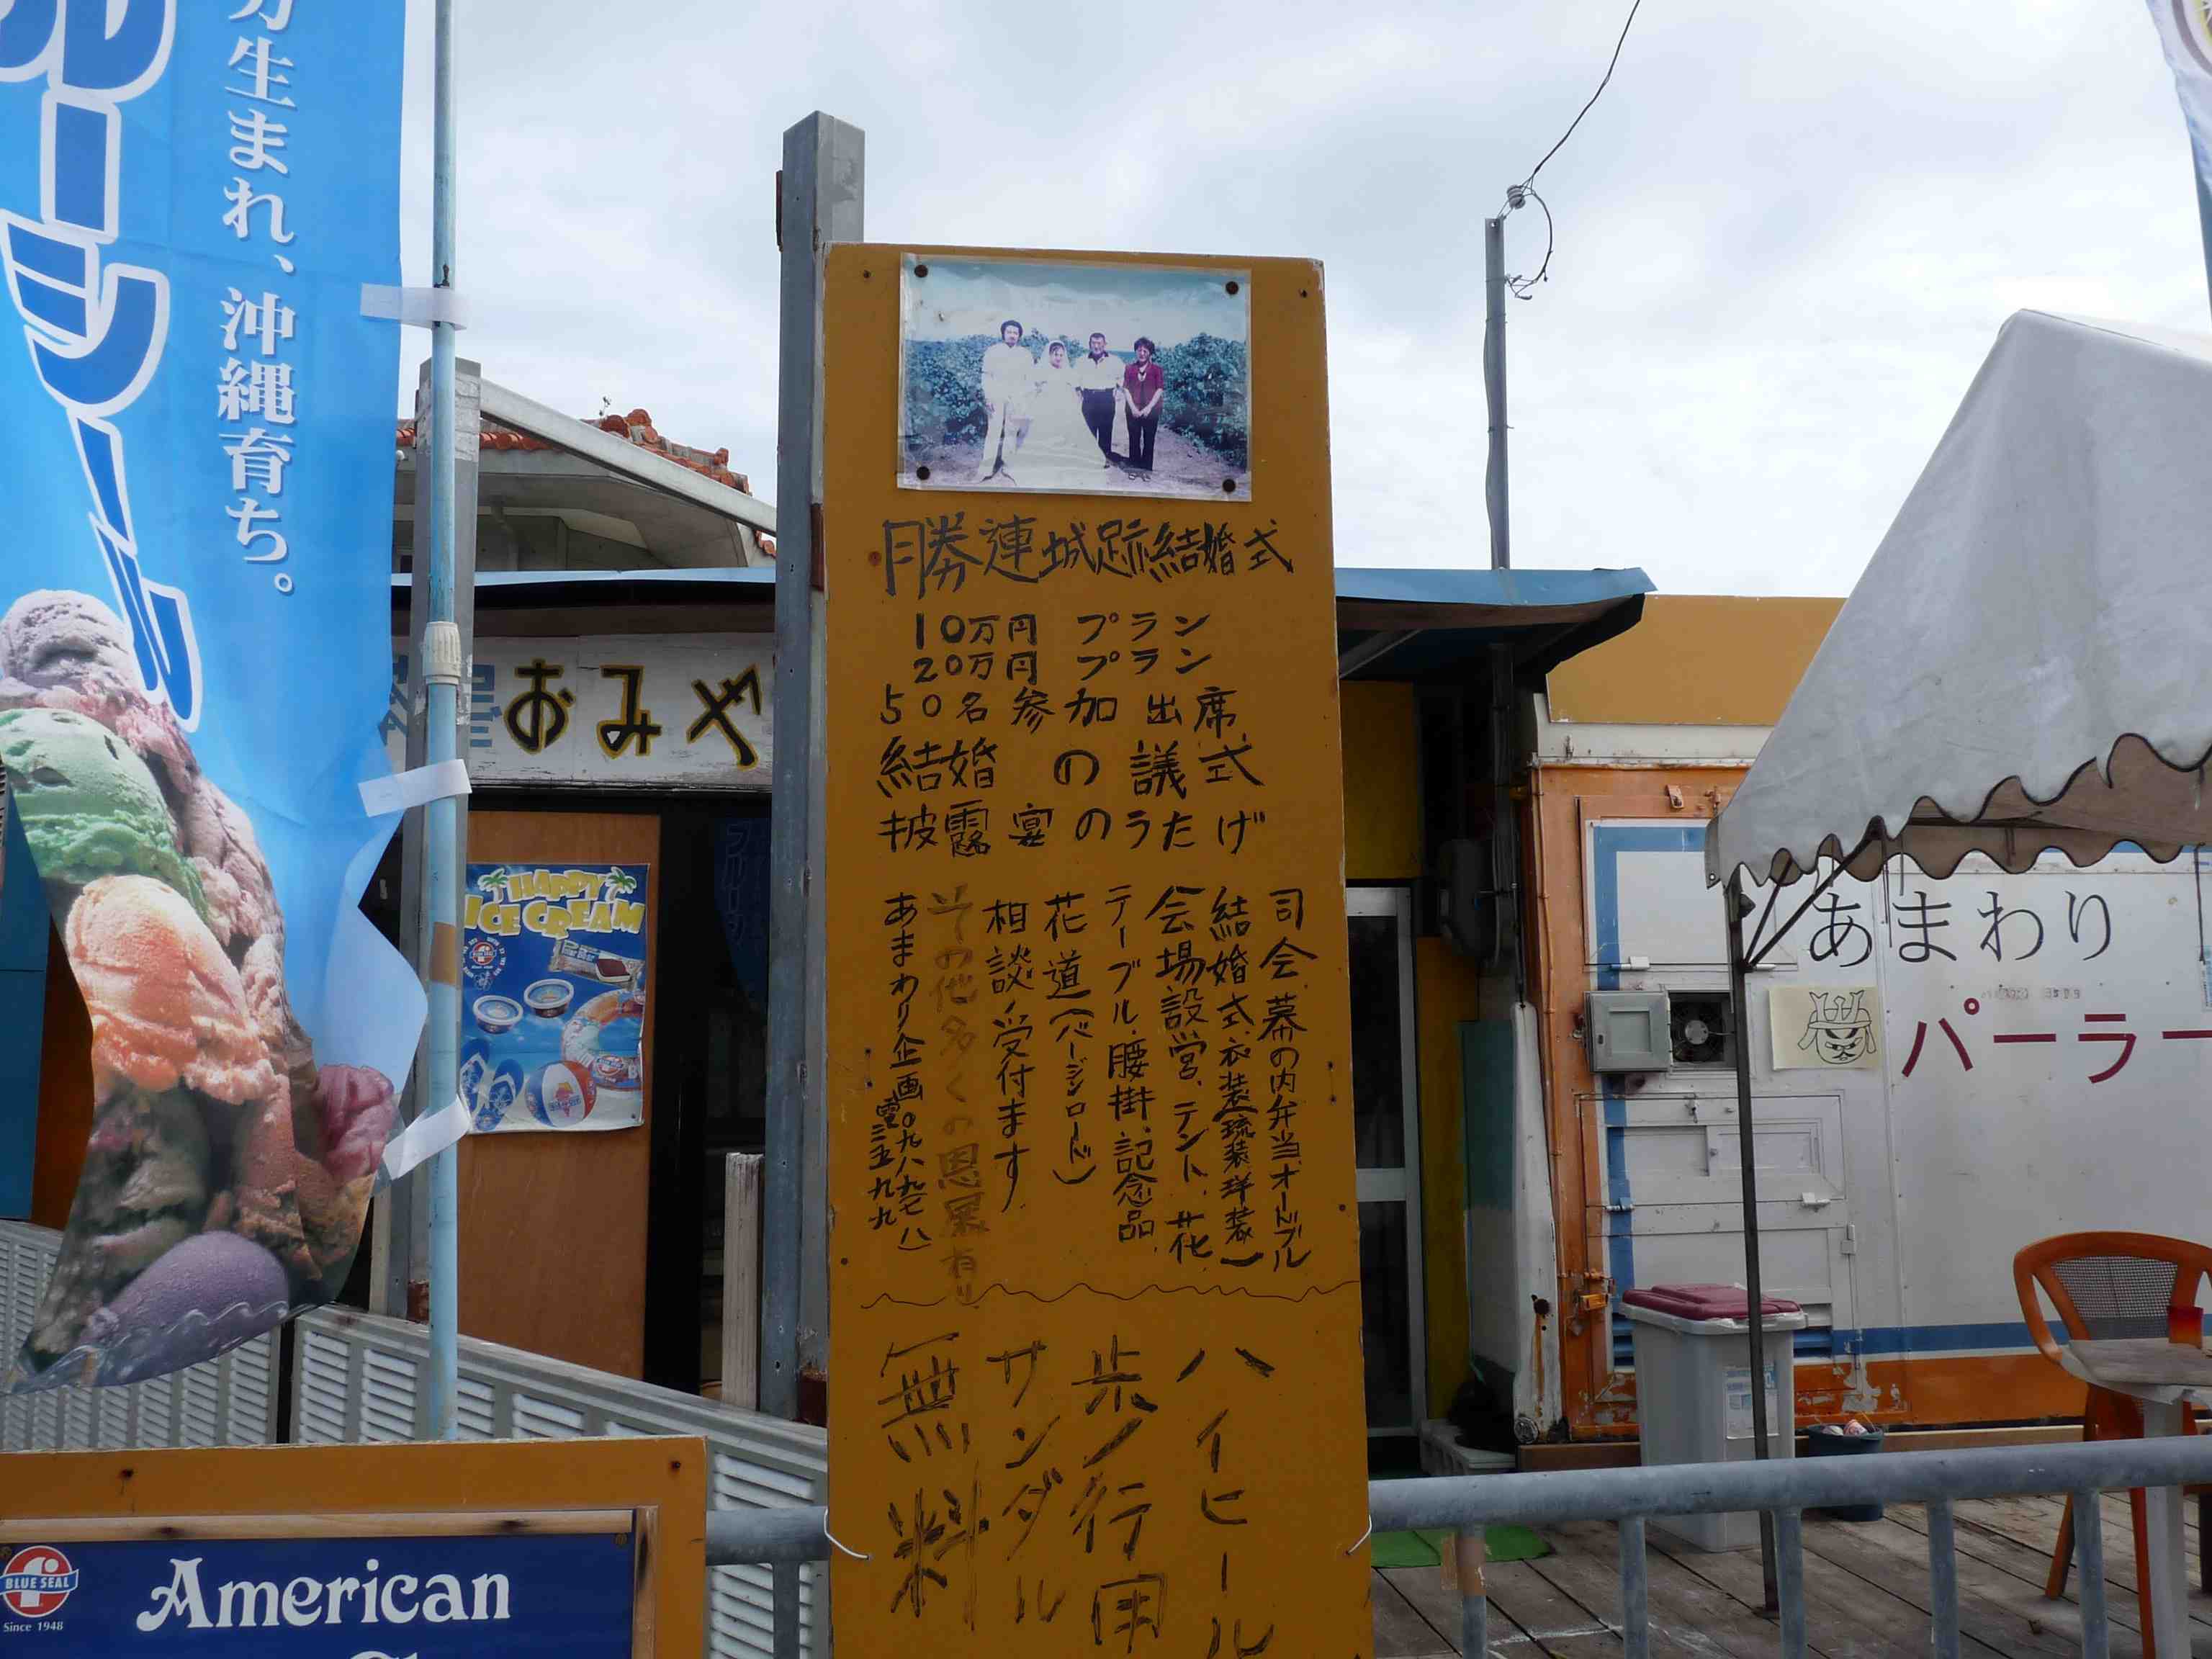 生まれ、沖縄育ち。
ブルーシール
おみや
HAPPY
ICE CREAM
勝連城跡結婚式
10万円 プラン
20万円 プラン
50名 参加 出席
結婚 の 議式
披露宴のうたげ
司会 幕の内弁当オードブル
結婚式衣装(琉装洋装)
会場設営、テント、花
テーブル・腰掛、記念品
花道(バージンロード)
相談受付ます
その他多くの恩
あまわり企画
ハイヒール
歩行用
サンダル
無料
あまわり
パーラー
BLUE SEAL
Since 1948
American